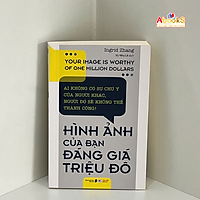 ABooks
Ingrid Zhang
YOUR IMAGE IS WORTHY
OF ONE MILLION DOLLARS
AI KHÔNG CÓ SỰ CHÚ Ý
CỦA NGƯỜI KHÁC,
NGƯỜI ĐÓ SẼ KHÔNG THỂ
THÀNH CÔNG!
HÌNH ẢNH
CỦA BẠN
ĐÁNG GIÁ
TRIỆU ĐÔ